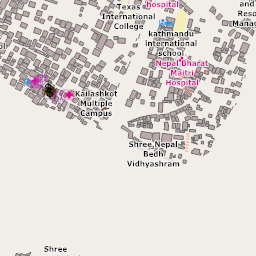 Texas
International
College
hospital
kathmandu
international
school
and
Reso
Mana
Nepal Bharat
Maitri
Hospital
Kailashkot
Multiple
Campus
Shree Nepal
Bedh
Vidhyashram
Shree